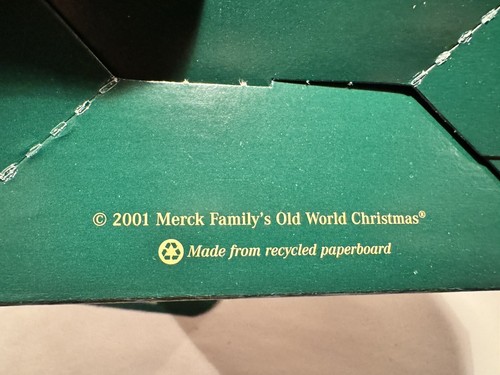 © 2001 Merck Family's Old World Christmas®
Made from recycled paperboard